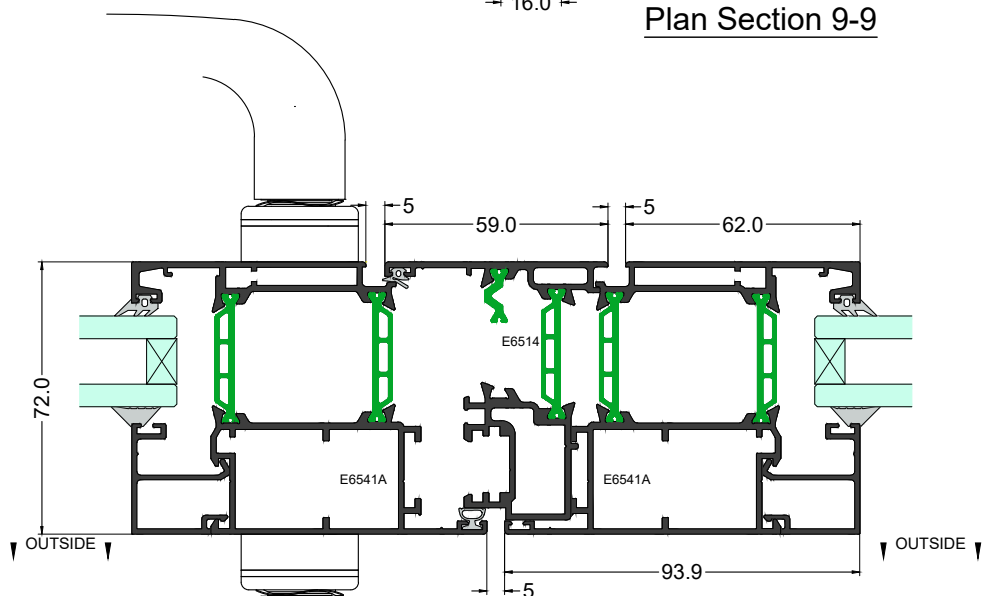 16.0
Plan Section 9-9
5
5
59.0
62.0
E6514
72.0
E6541A
E6541A
OUTSIDE
OUTSIDE
93.9
5